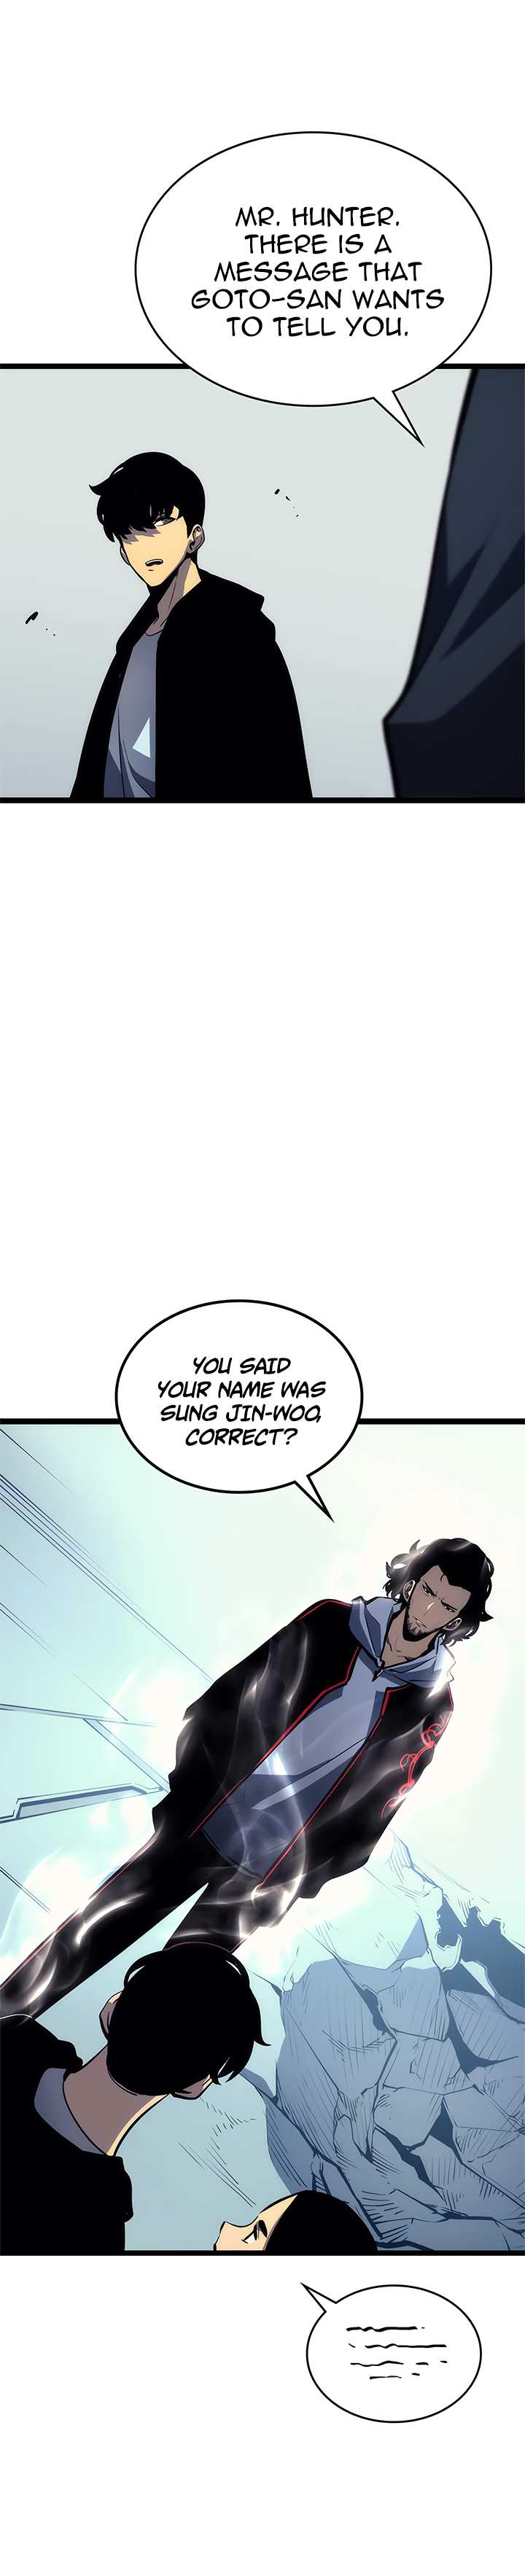 MR. HUNTER.
THERE IS A
MESSAGE THAT
GOTO-SAN WANTS
TO TELL YOU.
YOU SAID
YOUR NAME WAS
SUNG JIN-WOO,
CORRECT?